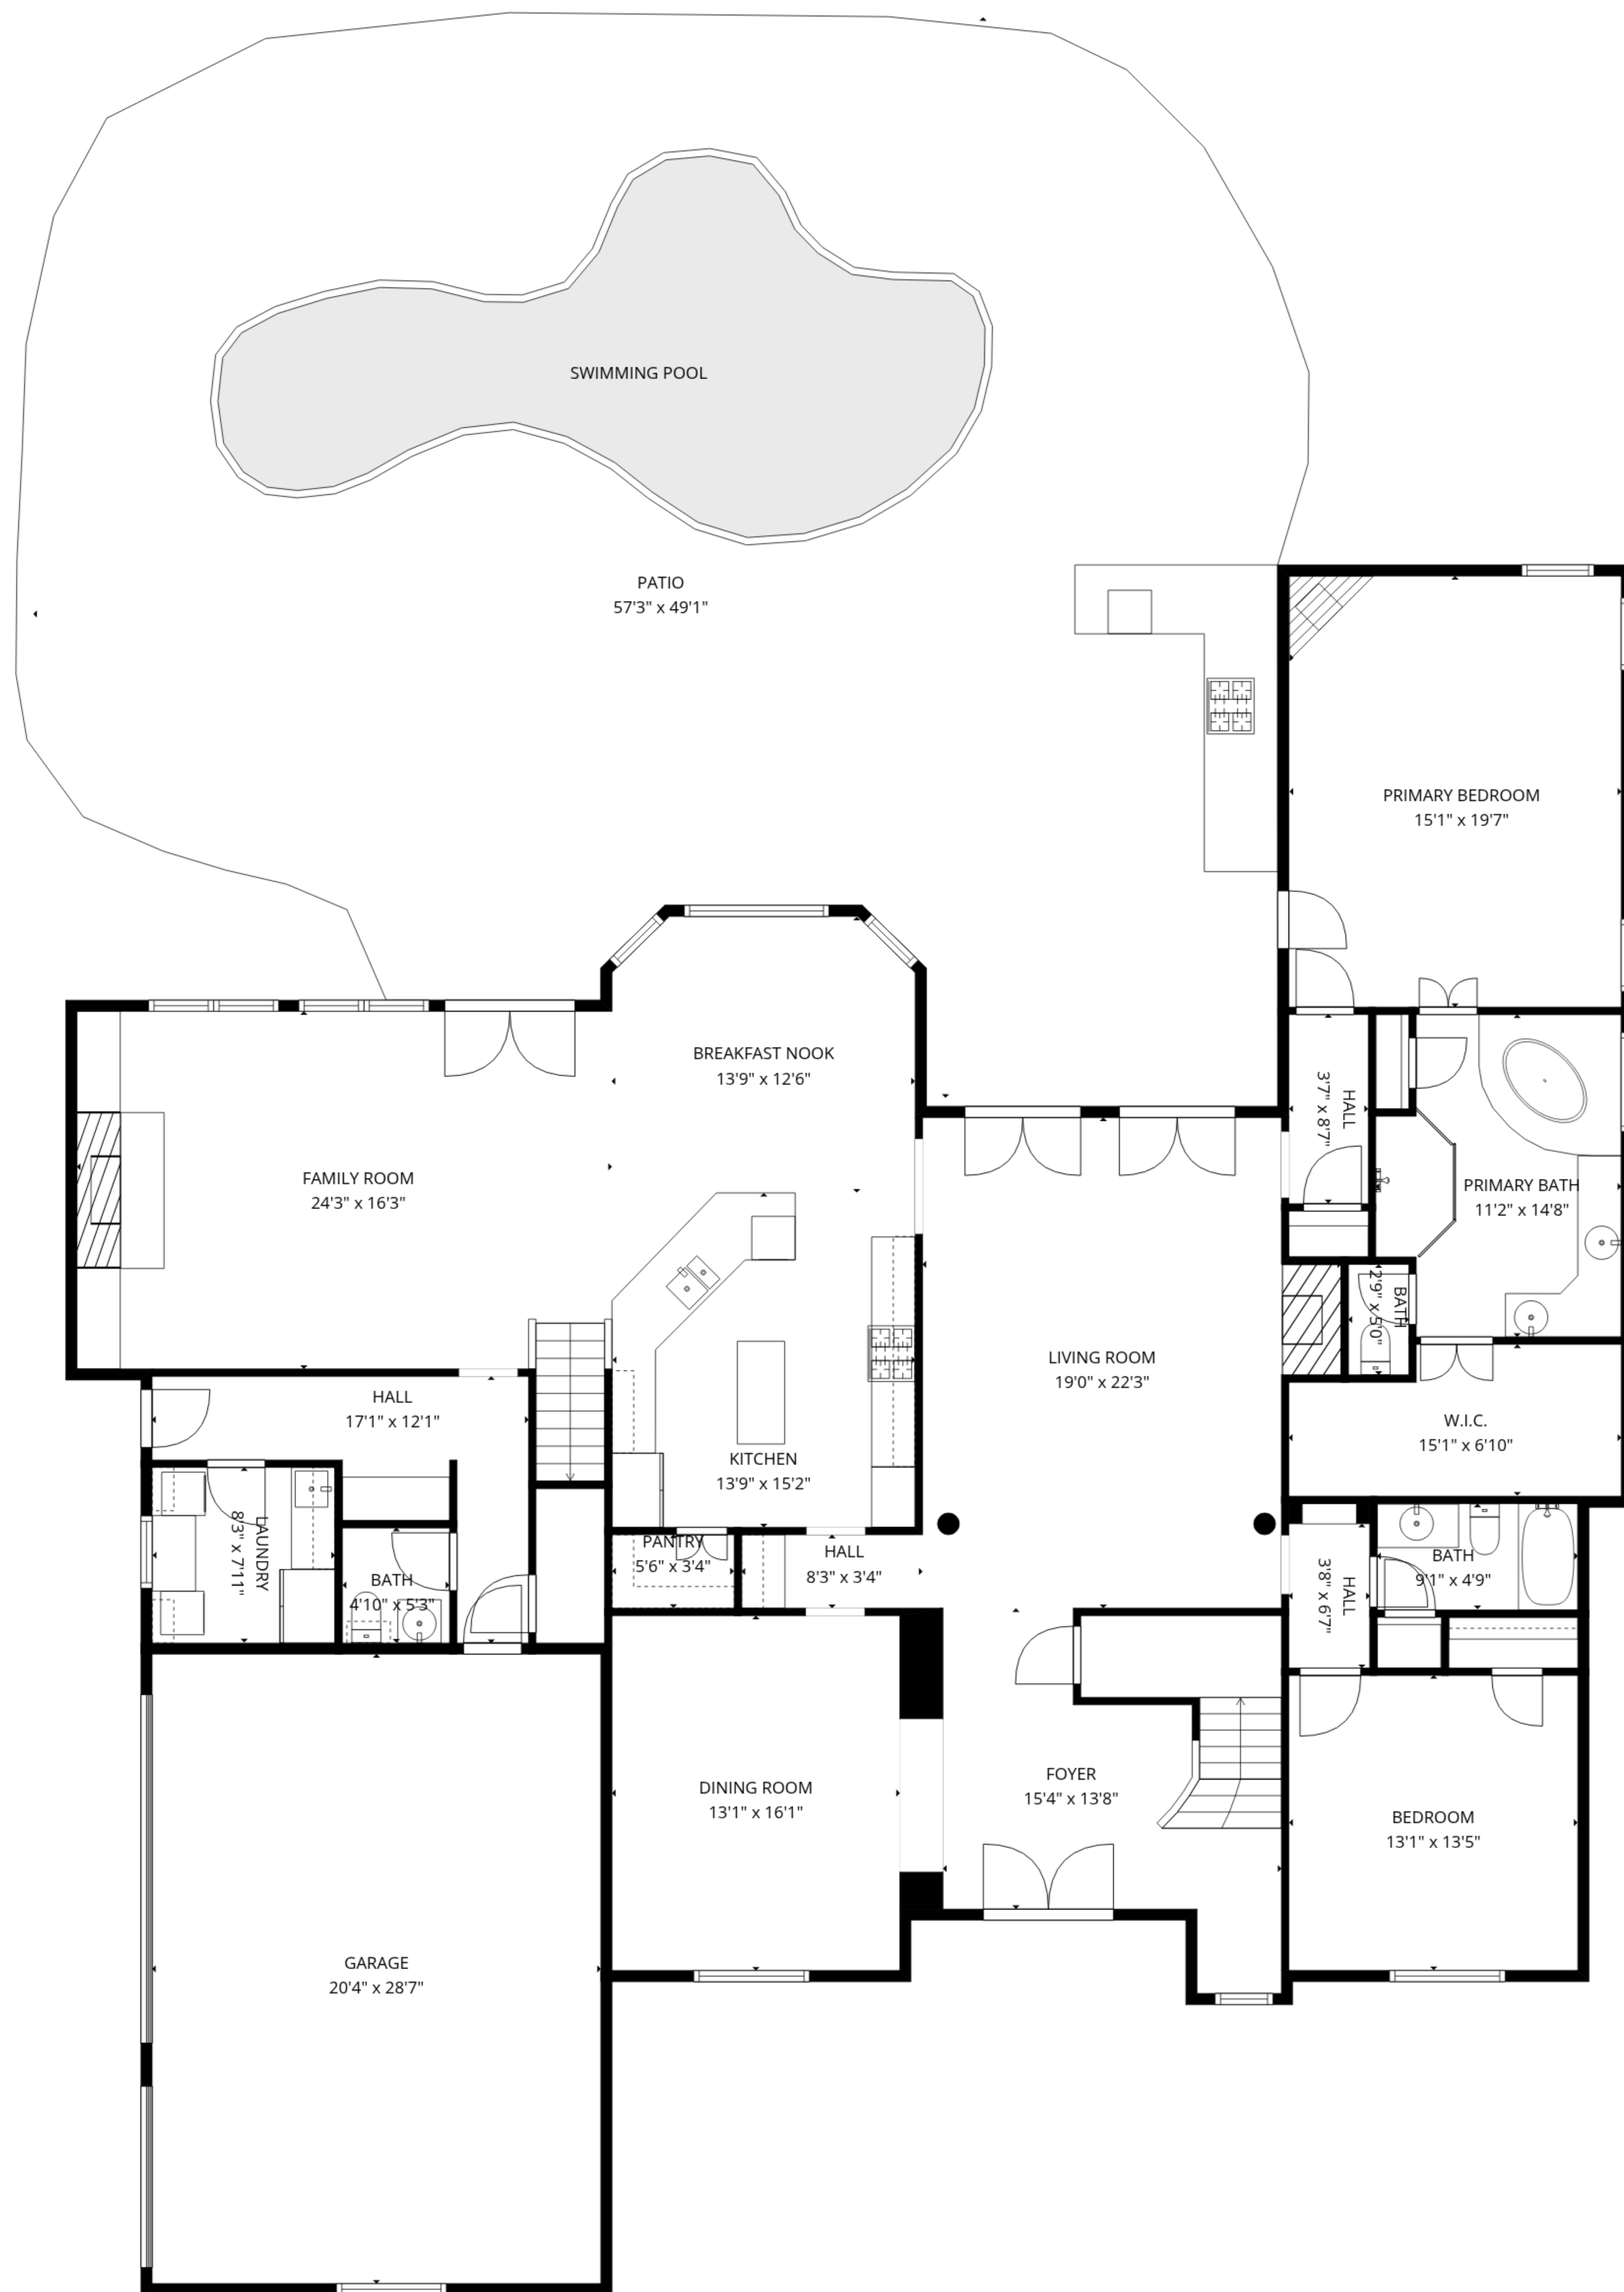 SWIMMING POOL
PATIO
57'3" x 49'1"
PRIMARY BEDROOM
15'1" x 19'7"
BREAKFAST NOOK
13'9" x 12'6"
HALL
3'7" x 8'7"
FAMILY ROOM
24'3" x 16'3"
PRIMARY BATH
11'2" x 14'8"
BATH
2'9" x 5'0"
LIVING ROOM
19'0" x 22'3"
HALL
17'1" x 12'1"
W.I.C.
15'1" x 6'10"
KITCHEN
13'9" x 15'2"
LAUNDRY
8'3" x 7'11"
PANTRY
5'6" x 3'4"
HALL
8'3" x 3'4"
BATH
9'1" x 4'9"
HALL
3'8" x 6'7"
BATH
4'10" x 5'3"
FOYER
15'4" x 13'8"
DINING ROOM
13'1" x 16'1"
BEDROOM
13'1" x 13'5"
GARAGE
20'4" x 28'7"